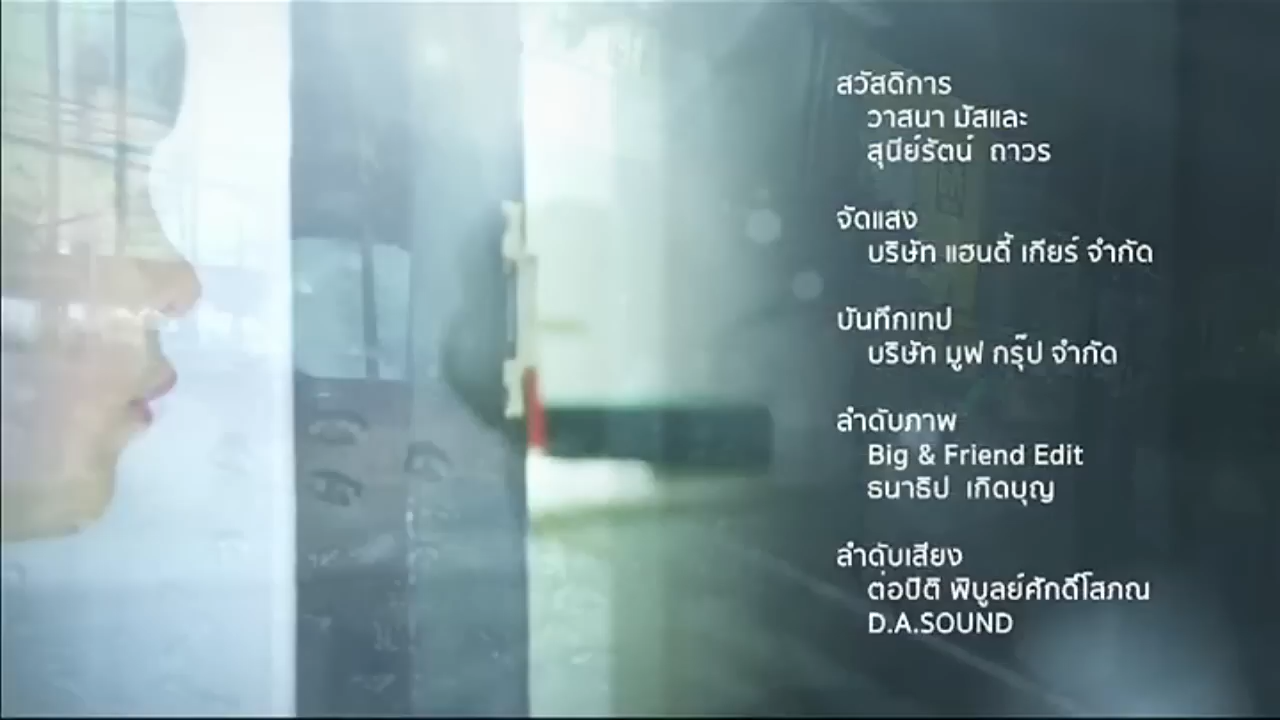 สวัสดิการ
วาสนา มัสและ
สุนีย์รัตน์ ถาวร
จัดแสง
บริษัท แฮนดี้ เกียร์ จำกัด
บันทึกเทป
บริษัท มูฟ กรุ๊ป จำกัด
ลำดับภาพ
Big & Friend Edit
ธนาธิป เกิดบุญ
ลำดับเสียง
ต่อปิติ พิบูลย์ศักดิ์โสภณ
D.A.SOUND